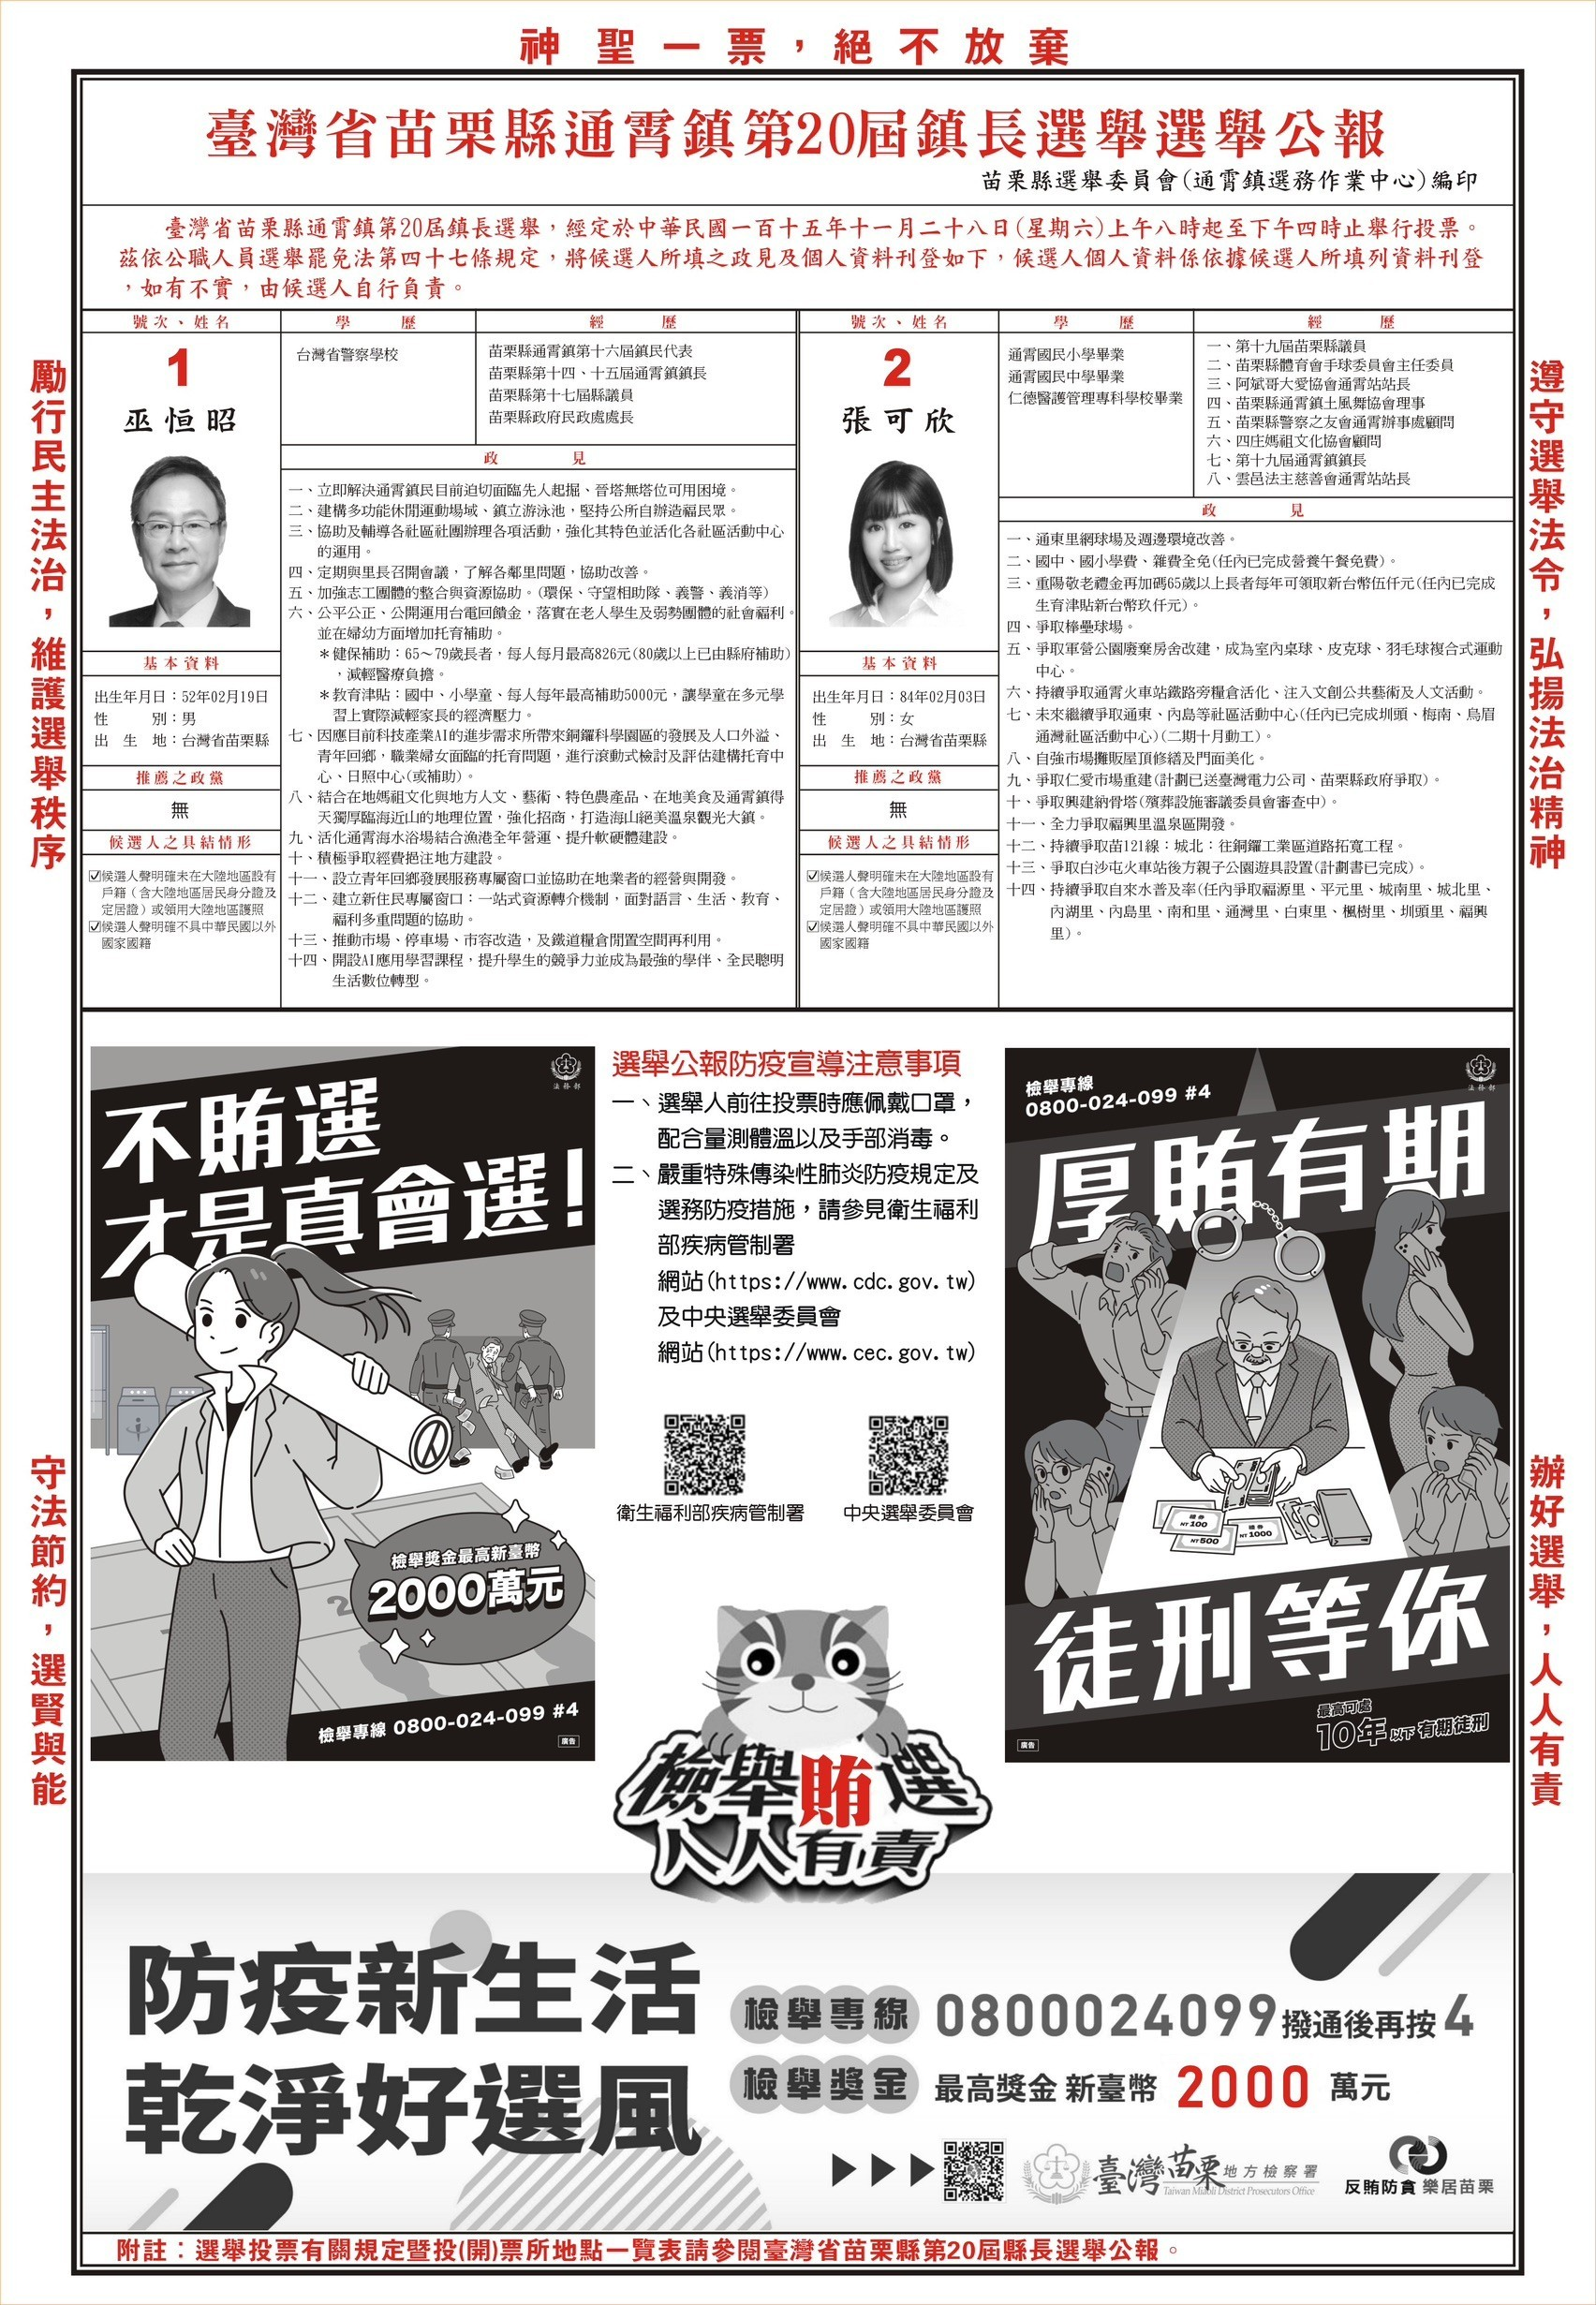 神聖一票，絕不放棄
臺灣省苗栗縣通霄鎮第20屆鎮長選舉選舉公報
苗栗縣選舉委員會(通霄鎮選務作業中心)編印
臺灣省苗栗縣通霄鎮第20屆鎮長選舉，經定於中華民國一百十五年十一月二十八日(星期六)上午八時起至下午四時止舉行投票。
茲依公職人員選舉罷免法第四十七條規定，將候選人所填之政見及個人資料刊登如下，候選人個人資料係依據候選人所填列資料刊登
，如有不實，由候選人自行負責。
勵行民主法治，維護選舉秩序
守法節約，選賢與能
遵守選舉法令，弘揚法治精神
辦好選舉，人人有責
號次、姓名
1
巫恒昭
基本資料
出生年月日：52年02月19日
性別：男
出生地：台灣省苗栗縣
推薦之政黨
無
候選人之具結情形
☑候選人聲明確未在大陸地區設有
戶籍（含大陸地區居民身分證及
定居證）或領用大陸地區護照
☑候選人聲明確不具中華民國以外
國家國籍
學歷
台灣省警察學校
經歷
苗栗縣通霄鎮第十六屆鎮民代表
苗栗縣第十四、十五屆通霄鎮鎮長
苗栗縣第十七屆縣議員
苗栗縣政府民政處處長
政見
一、立即解決通霄鎮民目前迫切面臨先人起掘、晉塔無塔位可用困境。
二、建構多功能休閒運動場域、鎮立游泳池，堅持公所自辦造福民眾。
三、協助及輔導各社區社團辦理各項活動，強化其特色並活化各社區活動中心
的運用。
四、定期與里長召開會議，了解各鄰里問題，協助改善。
五、加強志工團體的整合與資源協助。(環保、守望相助隊、義警、義消等)
六、公平公正、公開運用台電回饋金，落實在老人學生及弱勢團體的社會福利。
並在婦幼方面增加托育補助。
＊健保補助：65～79歲長者，每人每月最高826元(80歲以上已由縣府補助)
，減輕醫療負擔。
＊教育津貼：國中、小學童、每人每年最高補助5000元，讓學童在多元學
習上實際減輕家長的經濟壓力。
七、因應目前科技產業AI的進步需求所帶來銅鑼科學園區的發展及人口外溢、
青年回鄉，職業婦女面臨的托育問題，進行滾動式檢討及評估建構托育中
心、日照中心(或補助)。
八、結合在地媽祖文化與地方人文、藝術、特色農產品、在地美食及通霄鎮得
天獨厚臨海近山的地理位置，強化招商，打造海山絕美溫泉觀光大鎮。
九、活化通霄海水浴場結合漁港全年營運、提升軟硬體建設。
十、積極爭取經費挹注地方建設。
十一、設立青年回鄉發展服務專屬窗口並協助在地業者的經營與開發。
十二、建立新住民專屬窗口：一站式資源轉介機制，面對語言、生活、教育、
福利多重問題的協助。
十三、推動市場、停車場、市容改造，及鐵道糧倉閒置空間再利用。
十四、開設AI應用學習課程，提升學生的競爭力並成為最強的學伴、全民聰明
生活數位轉型。
號次、姓名
2
張可欣
基本資料
出生年月日：84年02月03日
性別：女
出生地：台灣省苗栗縣
推薦之政黨
無
候選人之具結情形
☑候選人聲明確未在大陸地區設有
戶籍（含大陸地區居民身分證及
定居證）或領用大陸地區護照
☑候選人聲明確不具中華民國以外
國家國籍
學歷
通霄國民小學畢業
通霄國民中學畢業
仁德醫護管理專科學校畢業
經歷
一、第十九屆苗栗縣議員
二、苗栗縣體育會手球委員會主任委員
三、阿斌哥大愛協會通霄站站長
四、苗栗縣通霄鎮土風舞協會理事
五、苗栗縣警察之友會通霄辦事處顧問
六、四庄媽祖文化協會顧問
七、第十九屆通霄鎮鎮長
八、雲邑法主慈善會通霄站站長
政見
一、通東里網球場及週邊環境改善。
二、國中、國小學費、雜費全免(任內已完成營養午餐免費)。
三、重陽敬老禮金再加碼65歲以上長者每年可領取新台幣伍仟元(任內已完成
生育津貼新台幣玖仟元)。
四、爭取棒壘球場。
五、爭取軍營公園廢棄房舍改建，成為室內桌球、皮克球、羽毛球複合式運動
中心。
六、持續爭取通霄火車站鐵路旁糧倉活化、注入文創公共藝術及人文活動。
七、未來繼續爭取通東、內島等社區活動中心(任內已完成圳頭、梅南、烏眉
通灣社區活動中心)(二期十月動工)。
八、自強市場攤販屋頂修繕及門面美化。
九、爭取仁愛市場重建(計劃已送臺灣電力公司、苗栗縣政府爭取)。
十、爭取興建納骨塔(殯葬設施審議委員會審查中)。
十一、全力爭取福興里溫泉區開發。
十二、持續爭取苗121線：城北：往銅鑼工業區道路拓寬工程。
十三、爭取白沙屯火車站後方親子公園遊具設置(計劃書已完成)。
十四、持續爭取自來水普及率(任內爭取福源里、平元里、城南里、城北里、
內湖里、內島里、南和里、通灣里、白東里、楓樹里、圳頭里、福興
里)。
法務部
不賄選
才是真會選！
檢舉獎金最高新臺幣
2000萬元
檢舉專線 0800-024-099 #4
廣告
選舉公報防疫宣導注意事項
一、選舉人前往投票時應佩戴口罩，
配合量測體溫以及手部消毒。
二、嚴重特殊傳染性肺炎防疫規定及
選務防疫措施，請參見衛生福利
部疾病管制署
網站(https://www.cdc.gov.tw)
及中央選舉委員會
網站(https://www.cec.gov.tw)
衛生福利部疾病管制署
中央選舉委員會
檢舉賄選
人人有責
法務部
檢舉專線
0800-024-099 #4
厚賄有期
禮券
NT 100
NT 500
禮券
NT 1000
徒刑等你
最高可處
10年以下有期徒刑
廣告
防疫新生活
乾淨好選風
檢舉專線 0800024099撥通後再按4
檢舉獎金 最高獎金 新臺幣 2000 萬元
臺灣苗栗地方檢察署
Taiwan Miaoli District Prosecutors Office
反賄防貪 樂居苗栗
附註：選舉投票有關規定暨投(開)票所地點一覽表請參閱臺灣省苗栗縣第20屆縣長選舉公報。